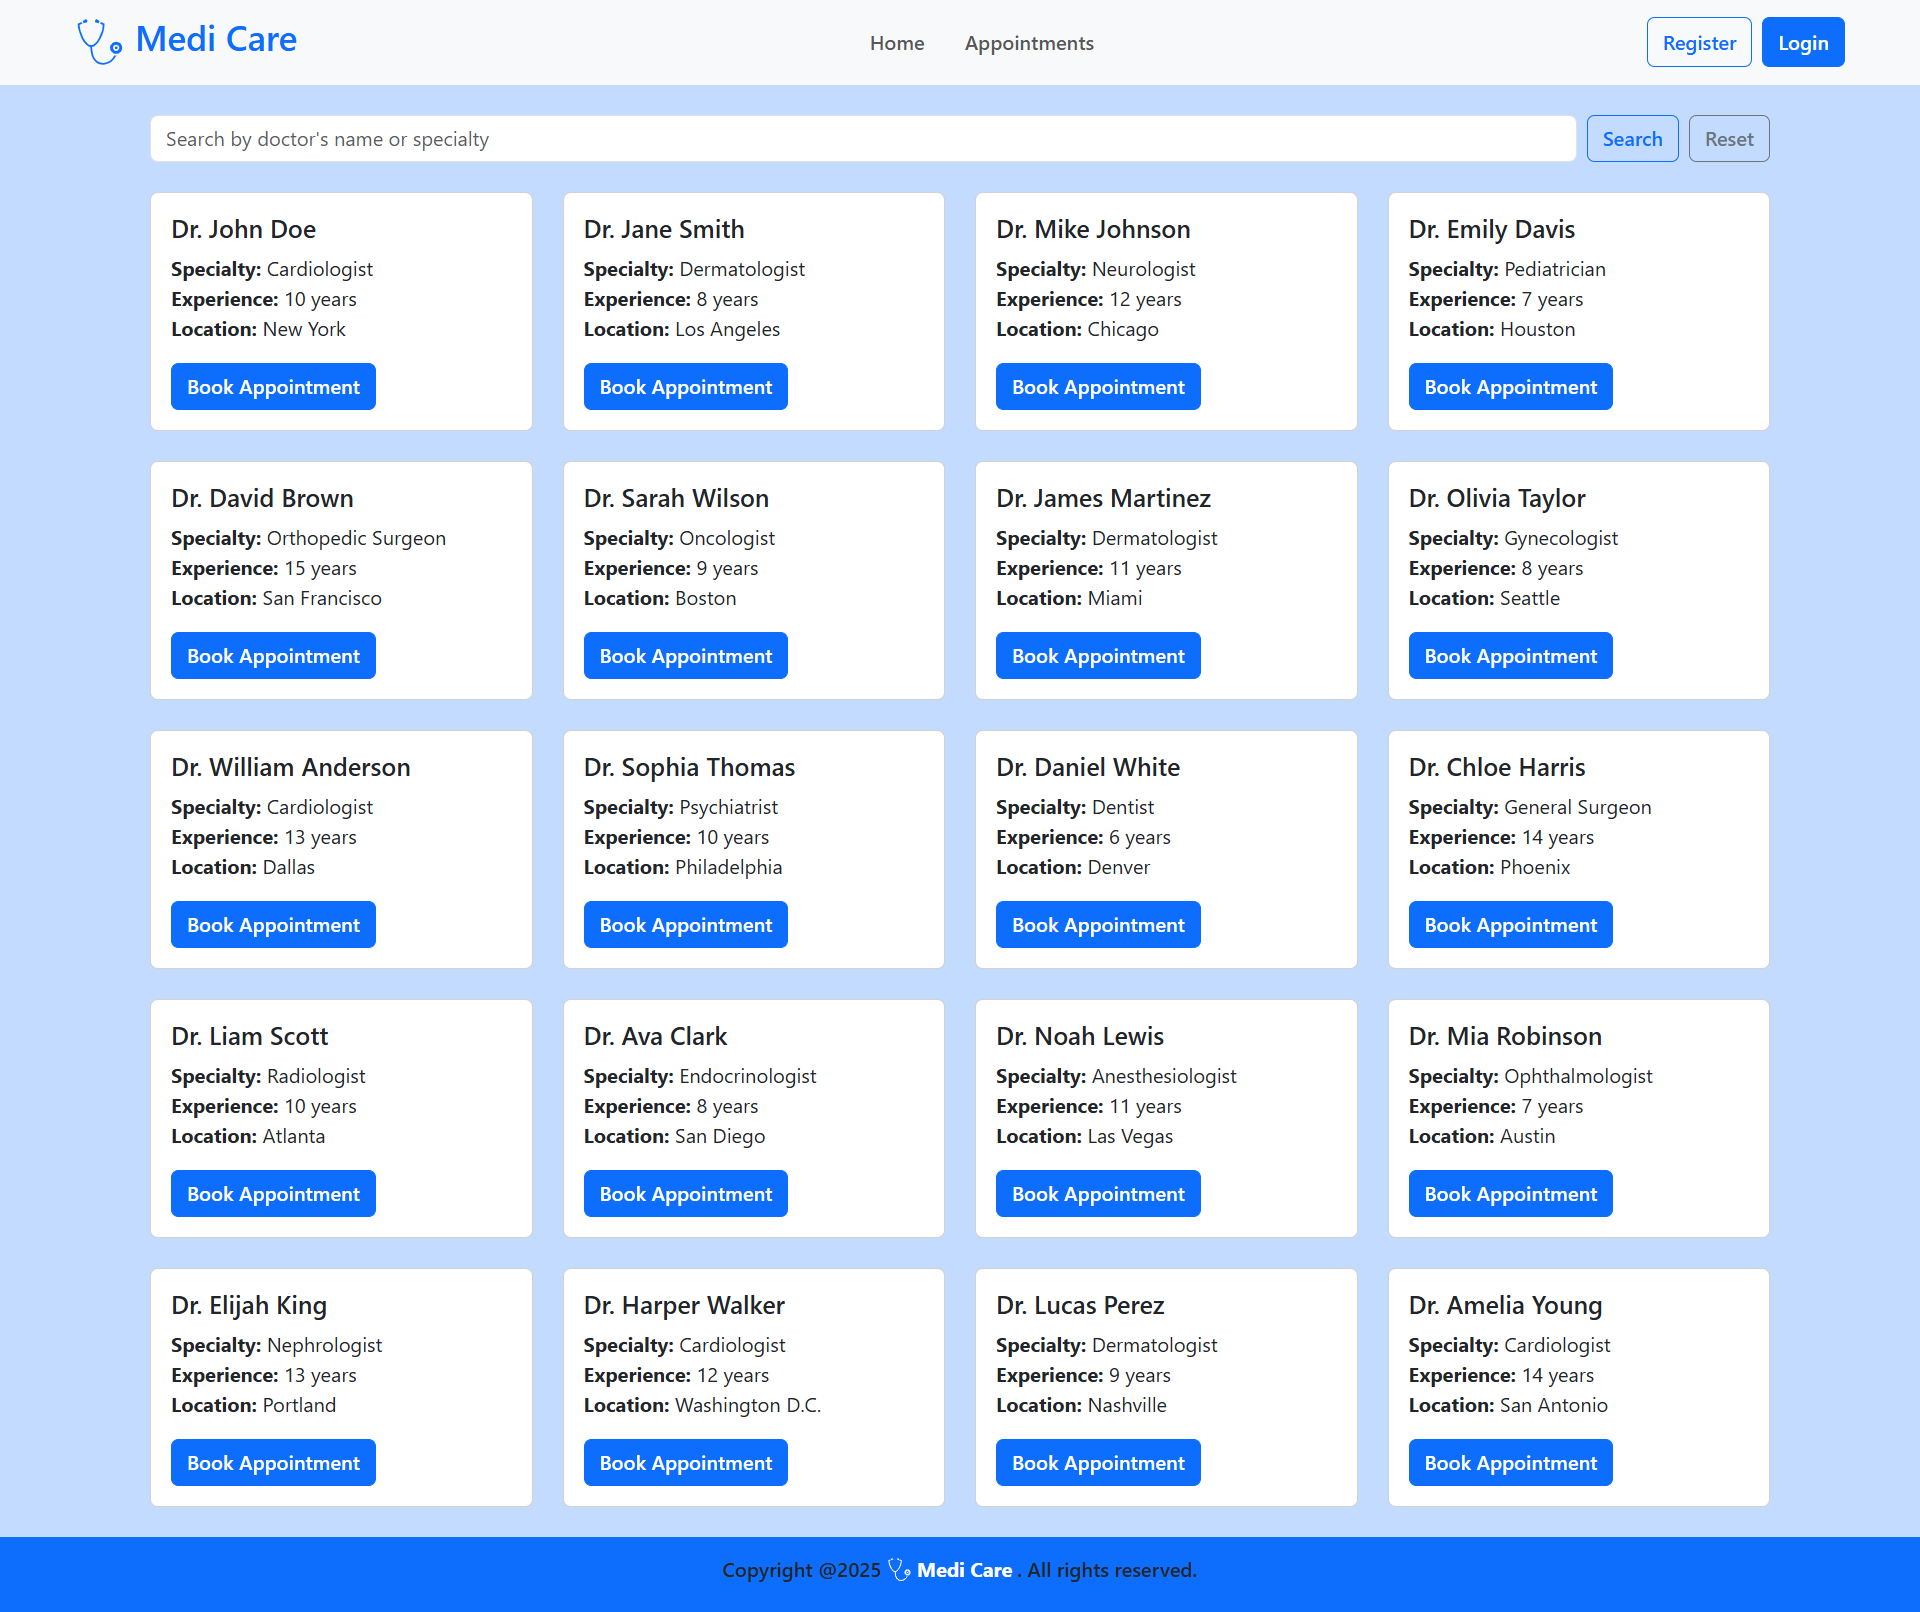 Medi Care
Home
Appointments
Register
Login
Search by doctor's name or specialty
Search
Reset
Dr. John Doe
Specialty: Cardiologist
Experience: 10 years
Location: New York
Book Appointment
Dr. Jane Smith
Specialty: Dermatologist
Experience: 8 years
Location: Los Angeles
Book Appointment
Dr. Mike Johnson
Specialty: Neurologist
Experience: 12 years
Location: Chicago
Book Appointment
Dr. Emily Davis
Specialty: Pediatrician
Experience: 7 years
Location: Houston
Book Appointment
Dr. David Brown
Specialty: Orthopedic Surgeon
Experience: 15 years
Location: San Francisco
Book Appointment
Dr. Sarah Wilson
Specialty: Oncologist
Experience: 9 years
Location: Boston
Book Appointment
Dr. James Martinez
Specialty: Dermatologist
Experience: 11 years
Location: Miami
Book Appointment
Dr. Olivia Taylor
Specialty: Gynecologist
Experience: 8 years
Location: Seattle
Book Appointment
Dr. William Anderson
Specialty: Cardiologist
Experience: 13 years
Location: Dallas
Book Appointment
Dr. Sophia Thomas
Specialty: Psychiatrist
Experience: 10 years
Location: Philadelphia
Book Appointment
Dr. Daniel White
Specialty: Dentist
Experience: 6 years
Location: Denver
Book Appointment
Dr. Chloe Harris
Specialty: General Surgeon
Experience: 14 years
Location: Phoenix
Book Appointment
Dr. Liam Scott
Specialty: Radiologist
Experience: 10 years
Location: Atlanta
Book Appointment
Dr. Ava Clark
Specialty: Endocrinologist
Experience: 8 years
Location: San Diego
Book Appointment
Dr. Noah Lewis
Specialty: Anesthesiologist
Experience: 11 years
Location: Las Vegas
Book Appointment
Dr. Mia Robinson
Specialty: Ophthalmologist
Experience: 7 years
Location: Austin
Book Appointment
Dr. Elijah King
Specialty: Nephrologist
Experience: 13 years
Location: Portland
Book Appointment
Dr. Harper Walker
Specialty: Cardiologist
Experience: 12 years
Location: Washington D.C.
Book Appointment
Dr. Lucas Perez
Specialty: Dermatologist
Experience: 9 years
Location: Nashville
Book Appointment
Dr. Amelia Young
Specialty: Cardiologist
Experience: 14 years
Location: San Antonio
Book Appointment
Copyright @2025 Medi Care . All rights reserved.